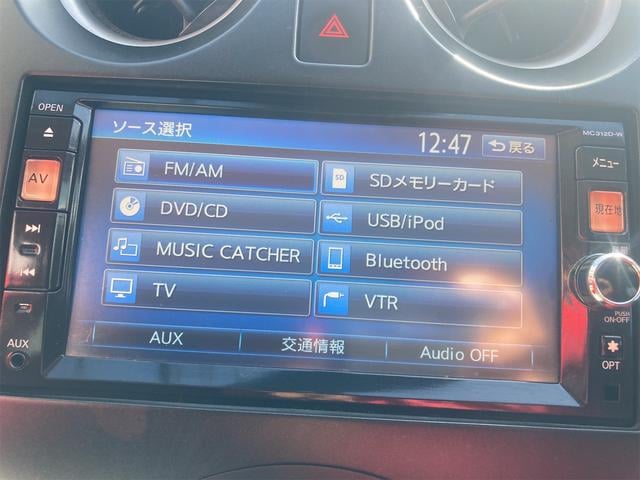 OPEN
MC312D-W
ソース選択
12:47
戻る
メニュー
AV
現在地
FM/AM
SDメモリーカード
SD
DVD/CD
USB/iPod
MUSIC CATCHER
Bluetooth
TV
VTR
AUX
交通情報
Audio OFF
AUX
PUSH
ON-OFF
OPT